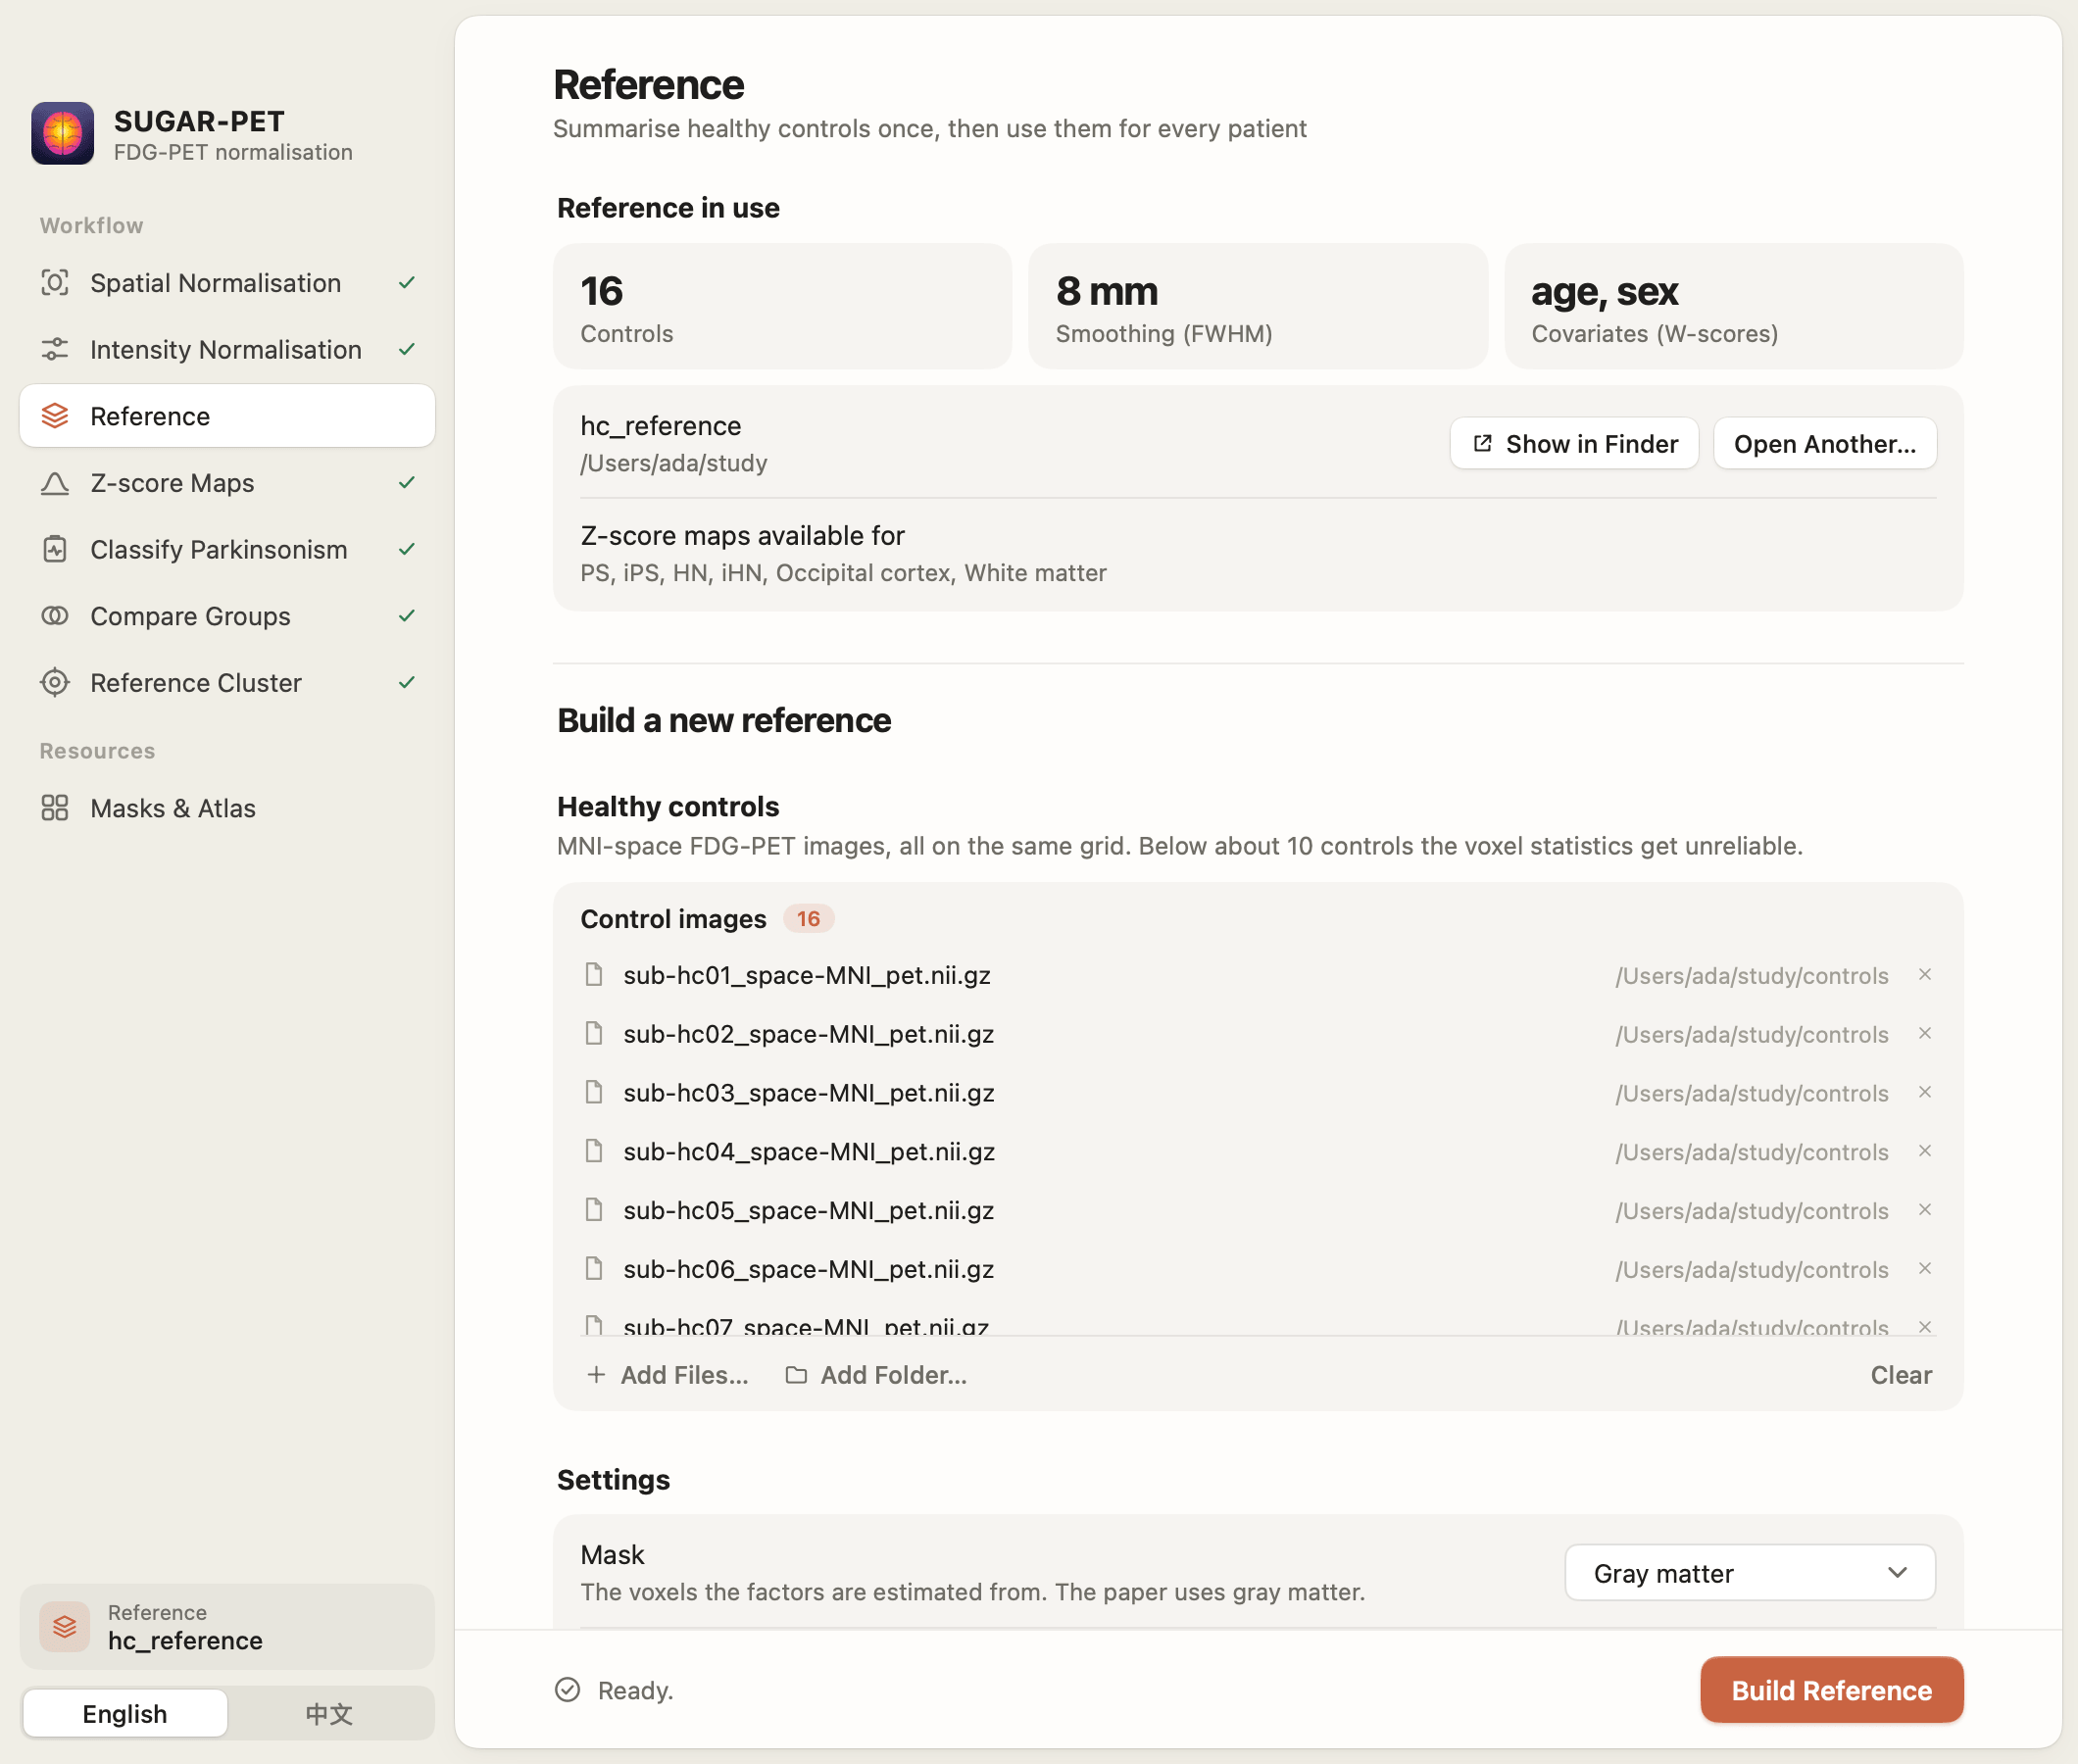 SUGAR-PET
FDG-PET normalisation
Workflow
Spatial Normalisation
Intensity Normalisation
Reference
Z-score Maps
Classify Parkinsonism
Compare Groups
Reference Cluster
Resources
Masks & Atlas
Reference
hc_reference
English
中文
Reference
Summarise healthy controls once, then use them for every patient
Reference in use
16
Controls
8 mm
Smoothing (FWHM)
age, sex
Covariates (W-scores)
hc_reference
/Users/ada/study
Show in Finder
Open Another...
Z-score maps available for
PS, iPS, HN, iHN, Occipital cortex, White matter
Build a new reference
Healthy controls
MNI-space FDG-PET images, all on the same grid. Below about 10 controls the voxel statistics get unreliable.
Control images 16
sub-hc01_space-MNI_pet.nii.gz /Users/ada/study/controls
sub-hc02_space-MNI_pet.nii.gz /Users/ada/study/controls
sub-hc03_space-MNI_pet.nii.gz /Users/ada/study/controls
sub-hc04_space-MNI_pet.nii.gz /Users/ada/study/controls
sub-hc05_space-MNI_pet.nii.gz /Users/ada/study/controls
sub-hc06_space-MNI_pet.nii.gz /Users/ada/study/controls
sub-hc07_space-MNI_pet.nii.gz /Users/ada/study/controls
Add Files... Add Folder... Clear
Settings
Mask
The voxels the factors are estimated from. The paper uses gray matter.
Gray matter
Ready.
Build Reference